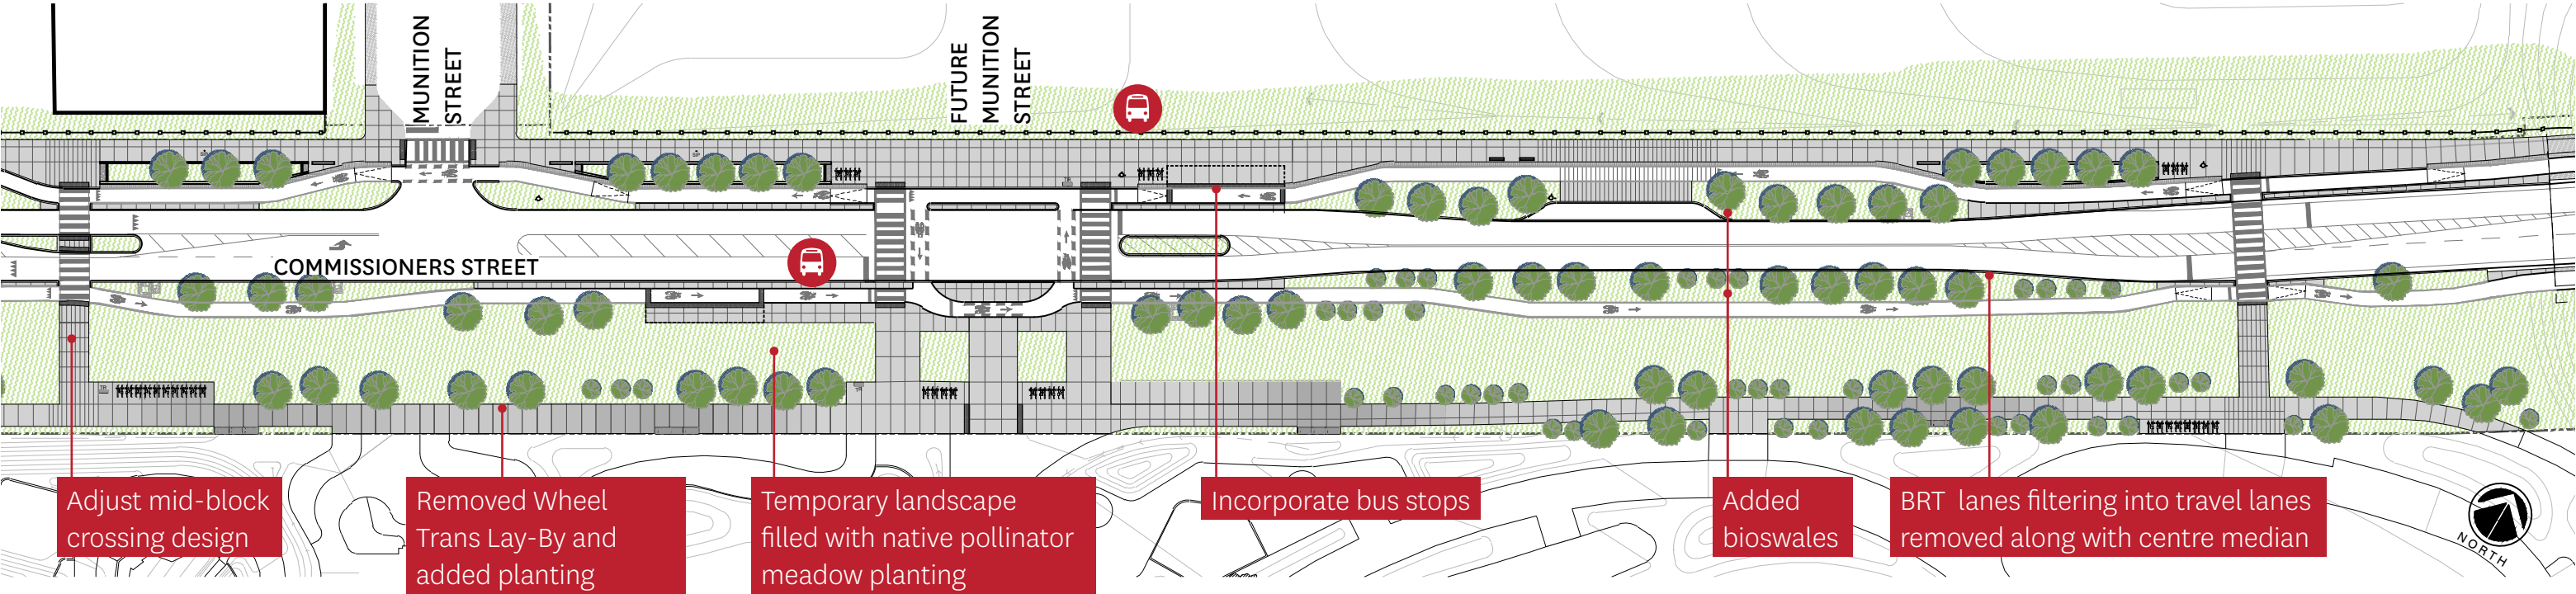 MUNITION
STREET
FUTURE
MUNITION
STREET
COMMISSIONERS STREET
Adjust mid-block
crossing design
Removed Wheel
Trans Lay-By and
added planting
Temporary landscape
filled with native pollinator
meadow planting
Incorporate bus stops
Added
bioswales
BRT lanes filtering into travel lanes
removed along with centre median
NORTH